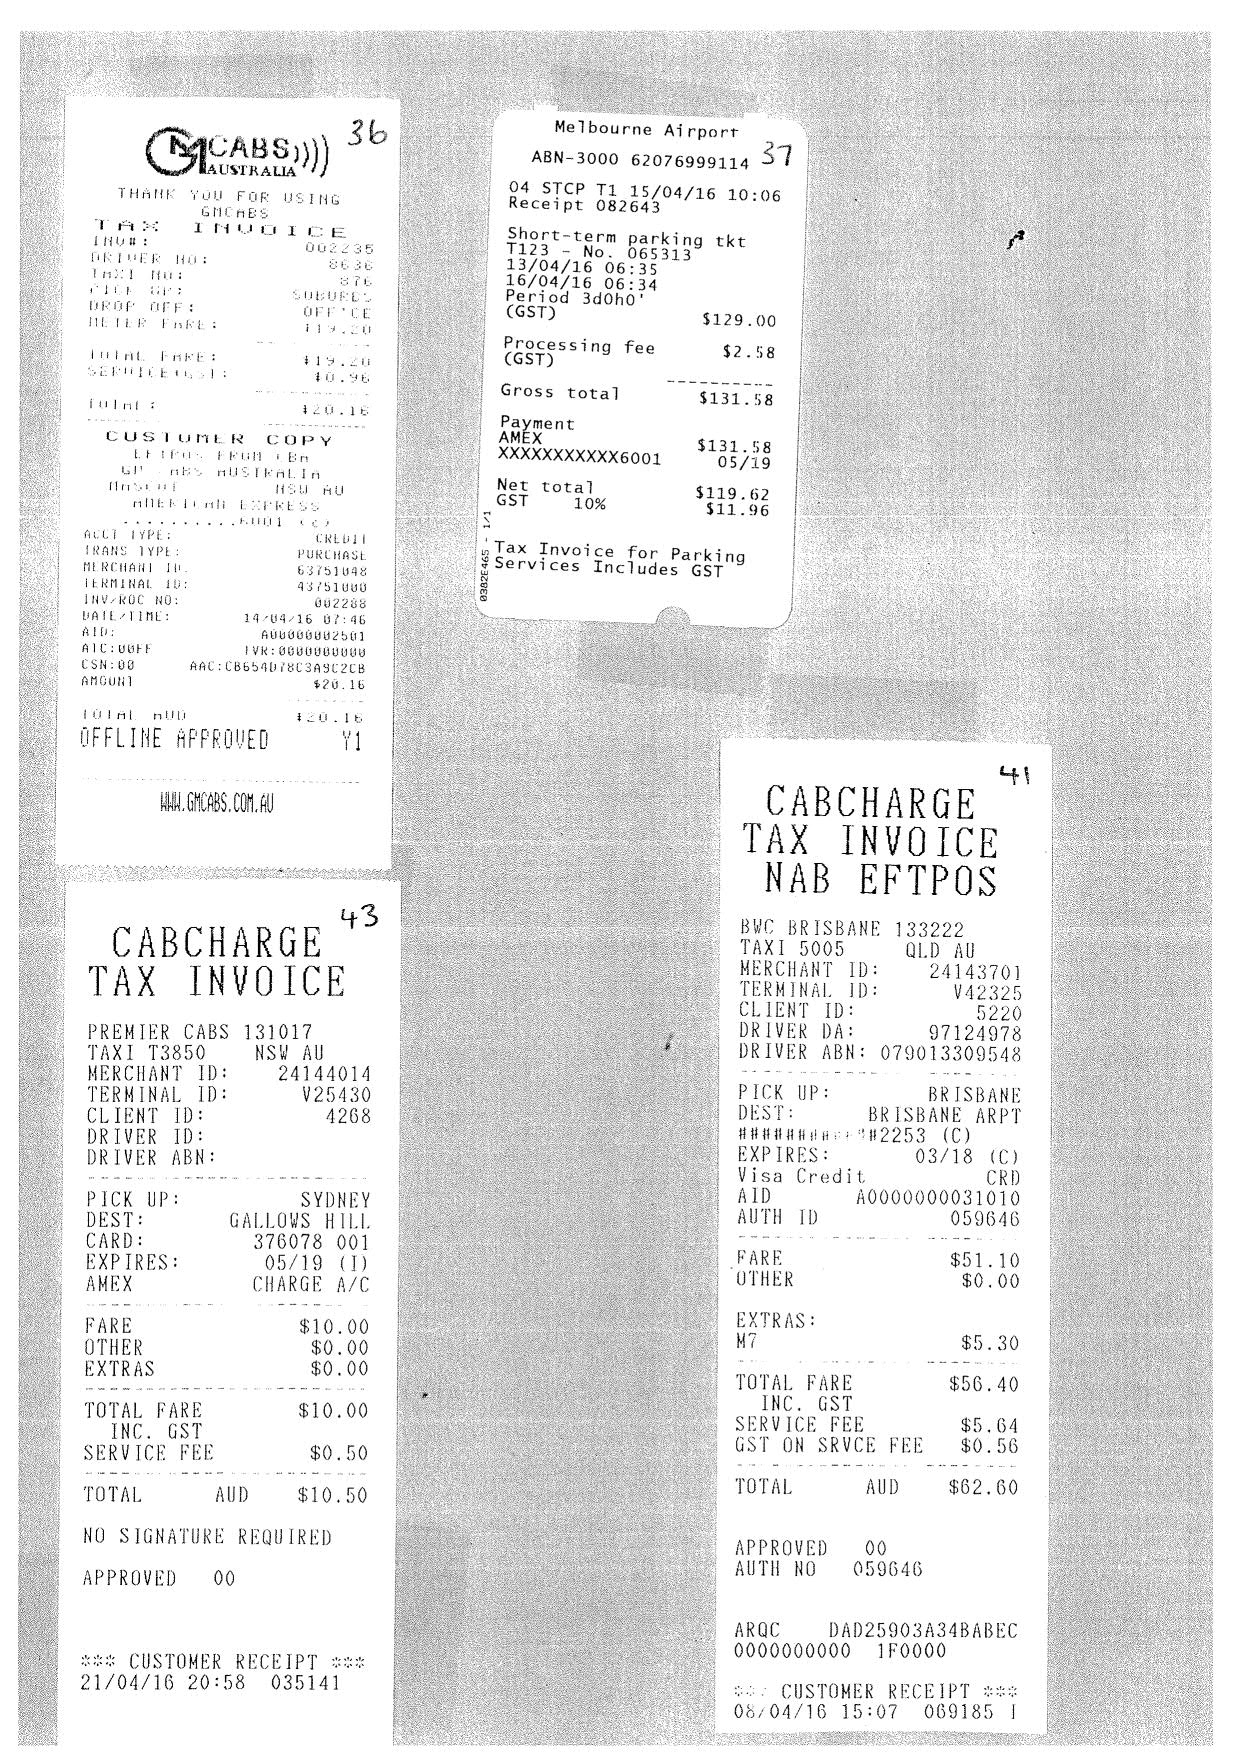 36
GMCABS))))
AUSTRALIA
THANK YOU FOR USING
GMCABS
TAX INVOICE
INV#: 002235
DRIVER NO: 8636
TAXI NO: 876
PICK UP: SUBURBS
DROP OFF: OFFICE
METER FARE: $19.20
TOTAL FARE: $19.20
SERVICE 0.96
TOTAL: $20.16
CUSTOMER COPY
EFTPOS FROM CBA
GM CABS AUSTRALIA
MASCOT NSW AU
AMERICAN EXPRESS
6001 (C)
ACCT TYPE: CREDIT
TRANS TYPE: PURCHASE
MERCHANT ID: 63751048
TERMINAL ID: 43751000
INV/ROC NO: 002288
DATE/TIME: 14/04/16 07:46
AID: A00000002501
AIC:00FF TVR:0000000000
CSN:00 AAC:CB654D78C3A9C2CB
AMOUNT $20.16
TOTAL AUD $20.16
OFFLINE APPROVED Y1
WWW.GMCABS.COM.AU
Melbourne Airport
37
ABN-3000 62076999114
04 STCP T1 15/04/16 10:06
Receipt 082643
Short-term parking tkt
T123 - No. 065313
13/04/16 06:35
16/04/16 06:34
Period 3d0h0'
(GST) $129.00
Processing fee $2.58
(GST)
Gross total $131.58
Payment
AMEX $131.58
XXXXXXXXXXX6001 05/19
Net total $119.62
GST 10% $11.96
Tax Invoice for Parking
Services Includes GST
0382E465 - 1/1
43
CABCHARGE
TAX INVOICE
PREMIER CABS 131017
TAXI T3850 NSW AU
MERCHANT ID: 24144014
TERMINAL ID: V25430
CLIENT ID: 4268
DRIVER ID:
DRIVER ABN:
PICK UP: SYDNEY
DEST: GALLOWS HILL
CARD: 376078 001
EXPIRES: 05/19 (I)
AMEX CHARGE A/C
FARE $10.00
OTHER $0.00
EXTRAS $0.00
TOTAL FARE $10.00
INC. GST
SERVICE FEE $0.50
TOTAL AUD $10.50
NO SIGNATURE REQUIRED
APPROVED 00
*** CUSTOMER RECEIPT ***
21/04/16 20:58 035141
41
CABCHARGE
TAX INVOICE
NAB EFTPOS
BWC BRISBANE 133222
TAXI 5005 QLD AU
MERCHANT ID: 24143701
TERMINAL ID: V42325
CLIENT ID: 5220
DRIVER DA: 97124978
DRIVER ABN: 079013309548
PICK UP: BRISBANE
DEST: BRISBANE ARPT
############2253 (C)
EXPIRES: 03/18 (C)
Visa Credit CRD
AID A0000000031010
AUTH ID 059646
FARE $51.10
OTHER $0.00
EXTRAS:
M7 $5.30
TOTAL FARE $56.40
INC. GST
SERVICE FEE $5.64
GST ON SRVCE FEE $0.56
TOTAL AUD $62.60
APPROVED 00
AUTH NO 059646
ARQC DAD25903A34BABEC
0000000000 1F0000
*** CUSTOMER RECEIPT ***
08/04/16 15:07 069185 I